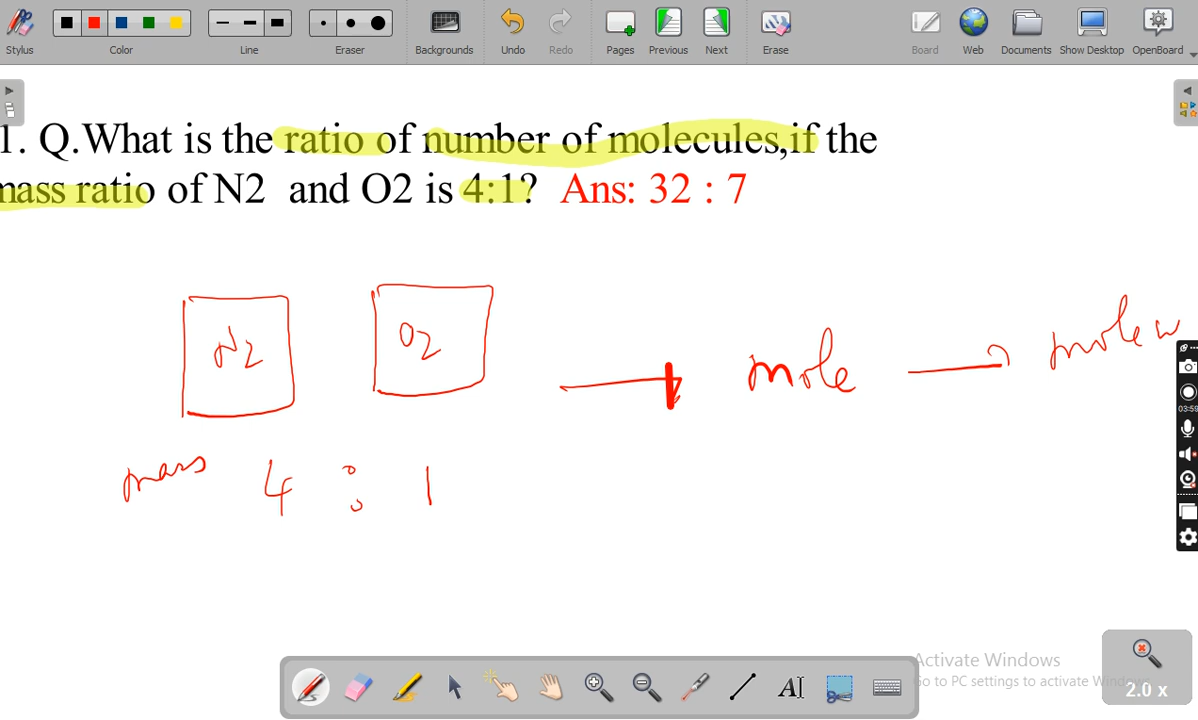 Stylus Color Line Eraser Backgrounds Undo Redo Pages Previous Next Erase Board Web Documents Show Desktop OpenBoard
1. Q.What is the ratio of number of molecules,if the
mass ratio of N2 and O2 is 4:1? Ans: 32 : 7
N2 O2 mole
mass 4 : 1
03:59
Activate Windows
Go to PC settings to activate Windows.
2.0 x